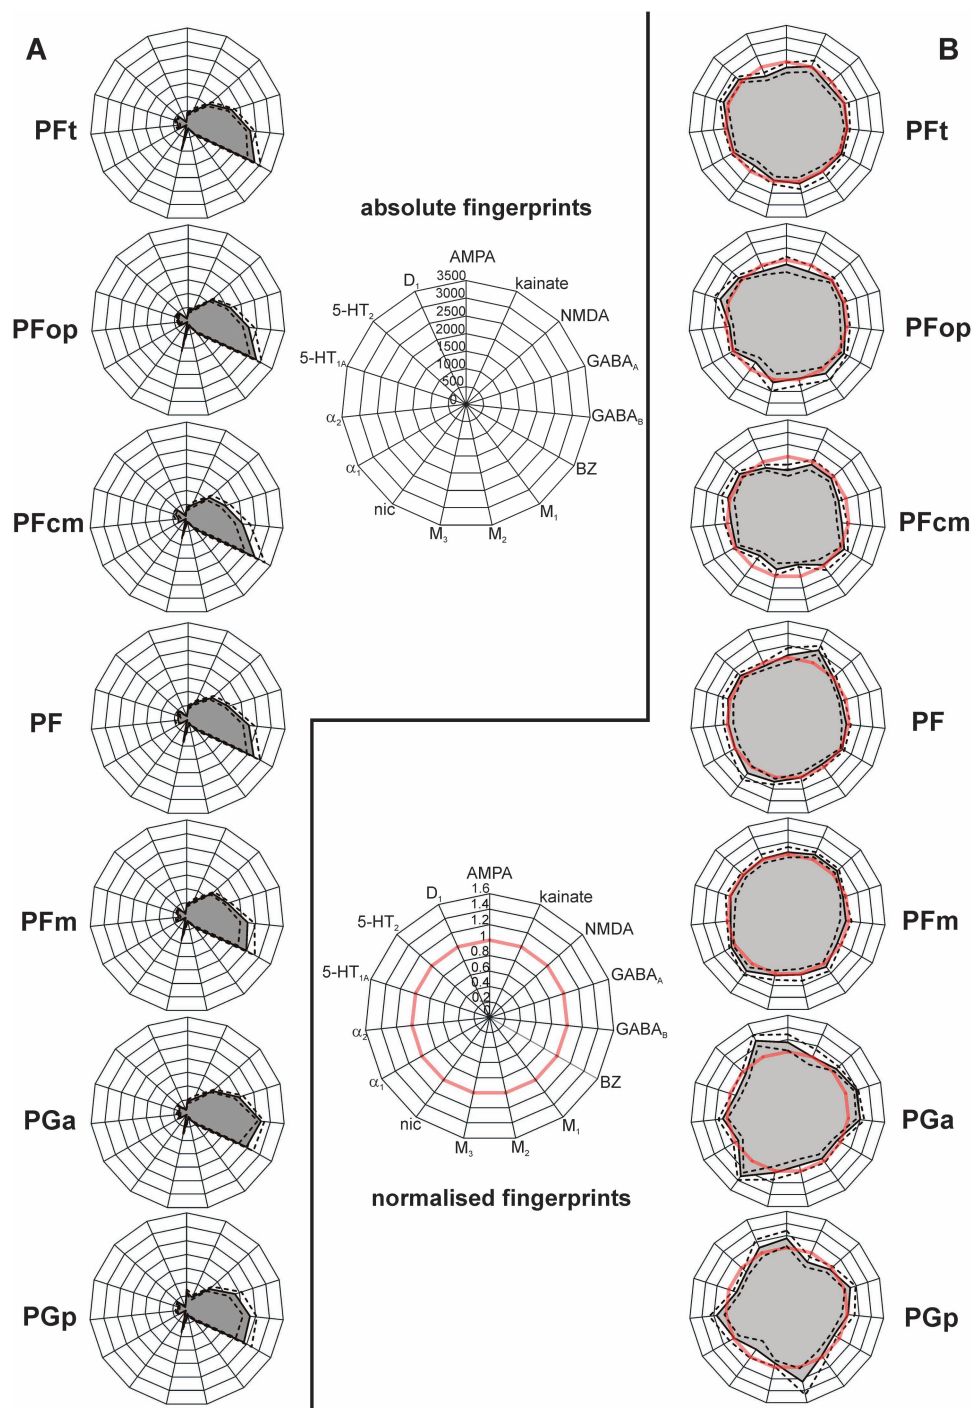 A
B
PFt
PFt
absolute fingerprints
AMPA
D1
kainate
3500
3000
2500
2000
1500
1000
500
0
5-HT2
NMDA
5-HT1A
GABAA
α2
GABAB
α1
BZ
nic
M1
M3
M2
PFop
PFop
PFcm
PFcm
PF
PF
AMPA
D1
kainate
1.6
1.4
1.2
1
0.8
0.6
0.4
0.2
0
5-HT2
NMDA
5-HT1A
GABAA
α2
GABAB
α1
BZ
nic
M1
M3
M2
PFm
PFm
PGa
PGa
normalised fingerprints
PGp
PGp